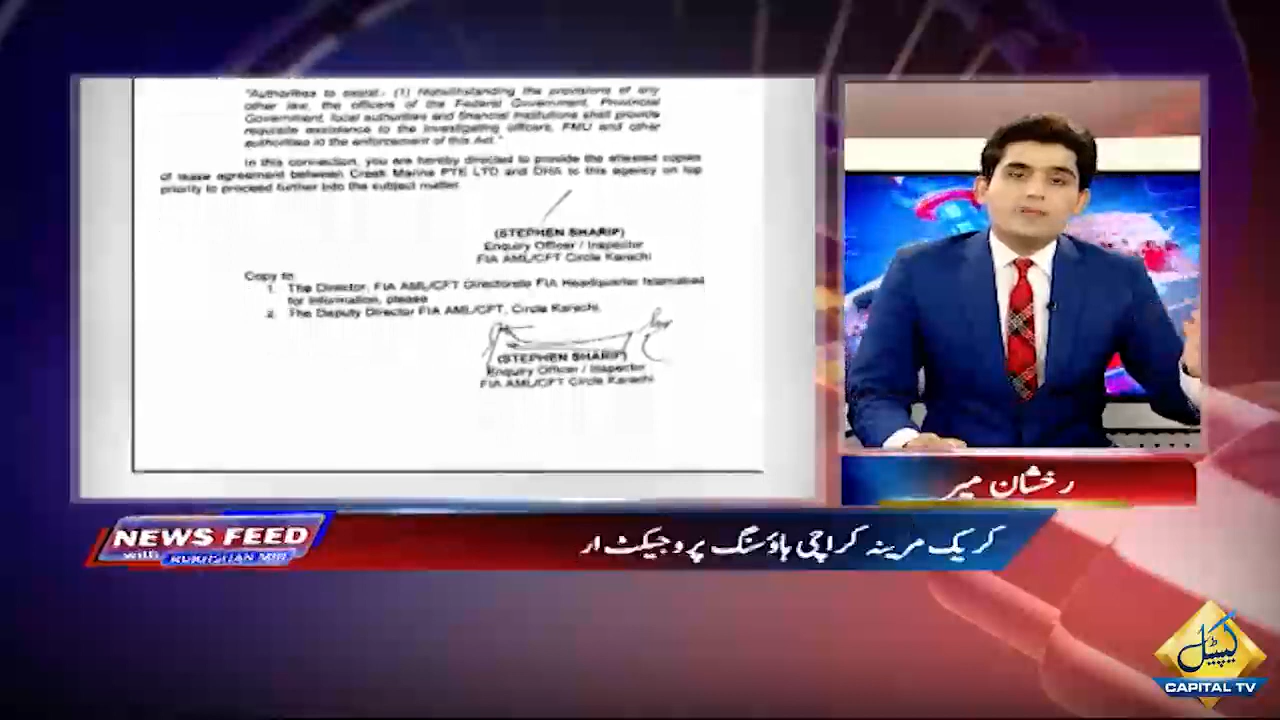 "Authorities to assist.- (1) Notwithstanding the provisions of any
other law, the officers of the Federal Government, Provincial
Government, local authorities and financial institutions shall provide
requisite assistance to the investigating officers, FMU and other
authorities in the enforcement of this Act."
In this connection, you are hereby directed to provide the attested copies
of lease agreement between Creek Marina PTE LTD and DHA to this agency on top
priority to proceed further into the subject matter.
(STEPHEN SHARIF)
Enquiry Officer / Inspector
FIA AML/CFT Circle Karachi
Copy to:
1. The Director, FIA AML/CFT Directorate FIA Headquarter Islamabad
for information, please
2. The Deputy Director FIA AML/CFT, Circle Karachi.
(STEPHEN SHARIF)
Enquiry Officer / Inspector
FIA AML/CFT Circle Karachi
رخشان میر
NEWS FEED
with RUKHSHAN MIR
کریک مرینہ کراچی ہاؤسنگ پروجیکٹ ار
کیپیٹل
CAPITAL TV